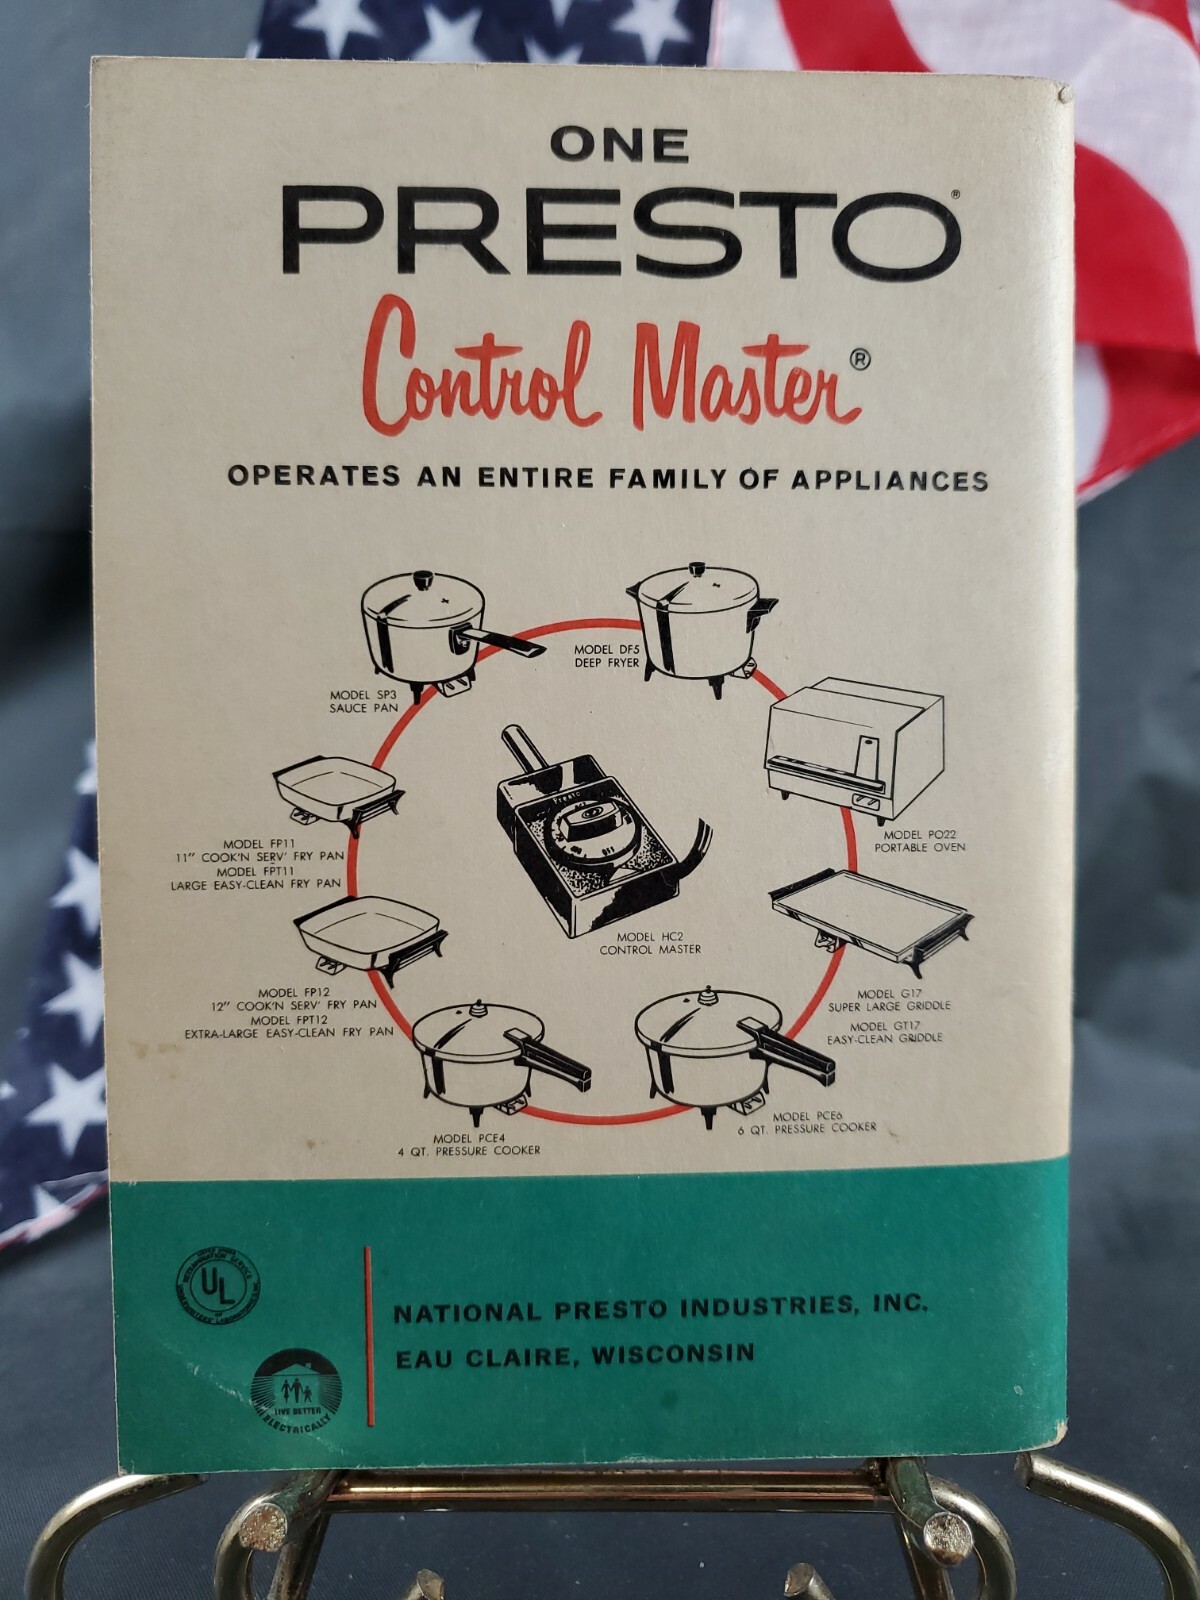 ONE
PRESTO®
Control Master®
OPERATES AN ENTIRE FAMILY OF APPLIANCES
MODEL SP3
SAUCE PAN
MODEL DF5
DEEP FRYER
MODEL PO22
PORTABLE OVEN
MODEL FP11
11" COOK'N SERV' FRY PAN
MODEL FPT11
LARGE EASY-CLEAN FRY PAN
Presto
MODEL HC2
CONTROL MASTER
MODEL FP12
12" COOK'N SERV' FRY PAN
MODEL FPT12
EXTRA-LARGE EASY-CLEAN FRY PAN
MODEL G17
SUPER LARGE GRIDDLE
MODEL GT17
EASY-CLEAN GRIDDLE
MODEL PCE4
4 QT. PRESSURE COOKER
MODEL PCE6
6 QT. PRESSURE COOKER
UL
NATIONAL PRESTO INDUSTRIES, INC.
EAU CLAIRE, WISCONSIN
LIVE BETTER
ELECTRICALLY